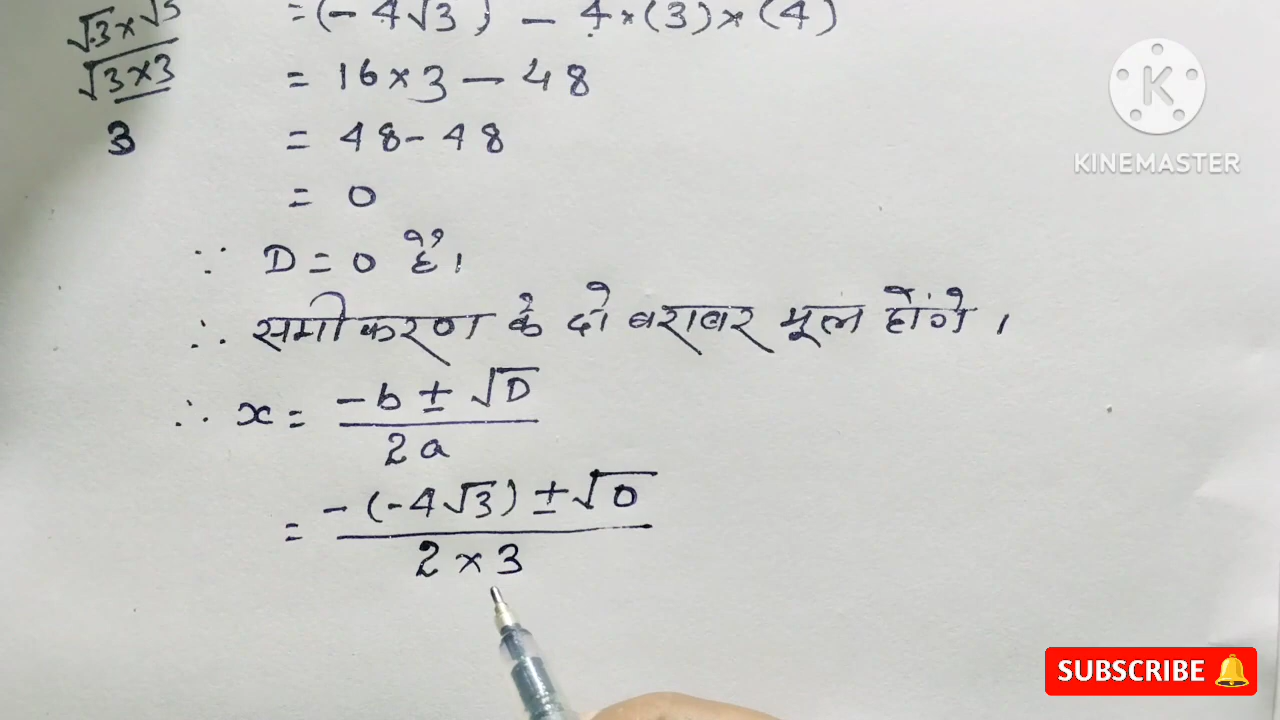 √3 × √3
= (-4√3) - 4×(3)×(4)
√3×3
= 16×3 - 48
3
= 48 - 48
= 0
∵ D = 0 है।
∴ समीकरण के दो बराबर मूल होंगे।
∴ x = (-b ± √D) / 2a
= (-(-4√3) ± √0) / 2×3
K
KINEMASTER
SUBSCRIBE